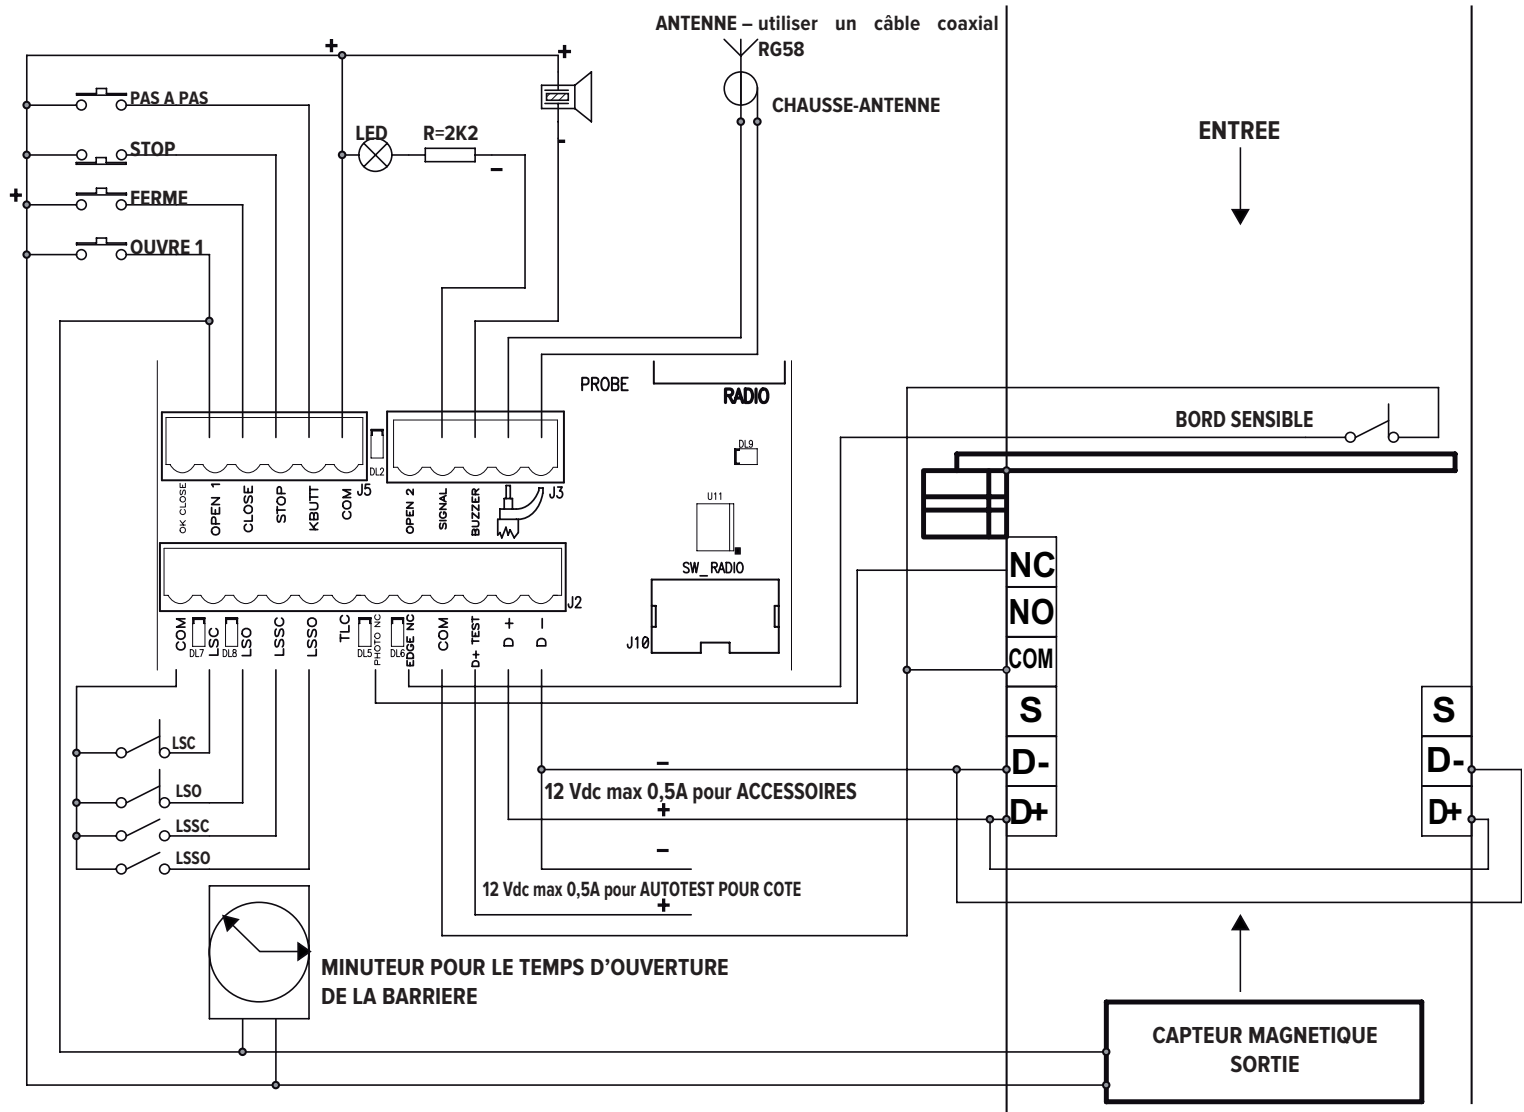 ANTENNE – utiliser un câble coaxial
RG58
CHAUSSE-ANTENNE
+
+
PAS A PAS
STOP
LED
R=2K2
-
–
+
FERME
OUVRE 1
ENTREE
PROBE
RADIO
BORD SENSIBLE
DL9
DL2
J5
J3
U11
OK CLOSE
OPEN 1
CLOSE
STOP
KBUTT
COM
OPEN 2
SIGNAL
BUZZER
SW_RADIO
J10
J2
COM
DL7
LSC
DL8
LSO
LSSC
LSSO
TLC
DL5
PHOTO NC
DL6
EDGE NC
COM
D+ TEST
D +
D –
NC
NO
COM
S
D-
D+
S
D-
D+
LSC
LSO
LSSC
LSSO
–
12 Vdc max 0,5A pour ACCESSOIRES
+
–
12 Vdc max 0,5A pour AUTOTEST POUR COTE
+
MINUTEUR POUR LE TEMPS D’OUVERTURE
DE LA BARRIERE
CAPTEUR MAGNETIQUE
SORTIE